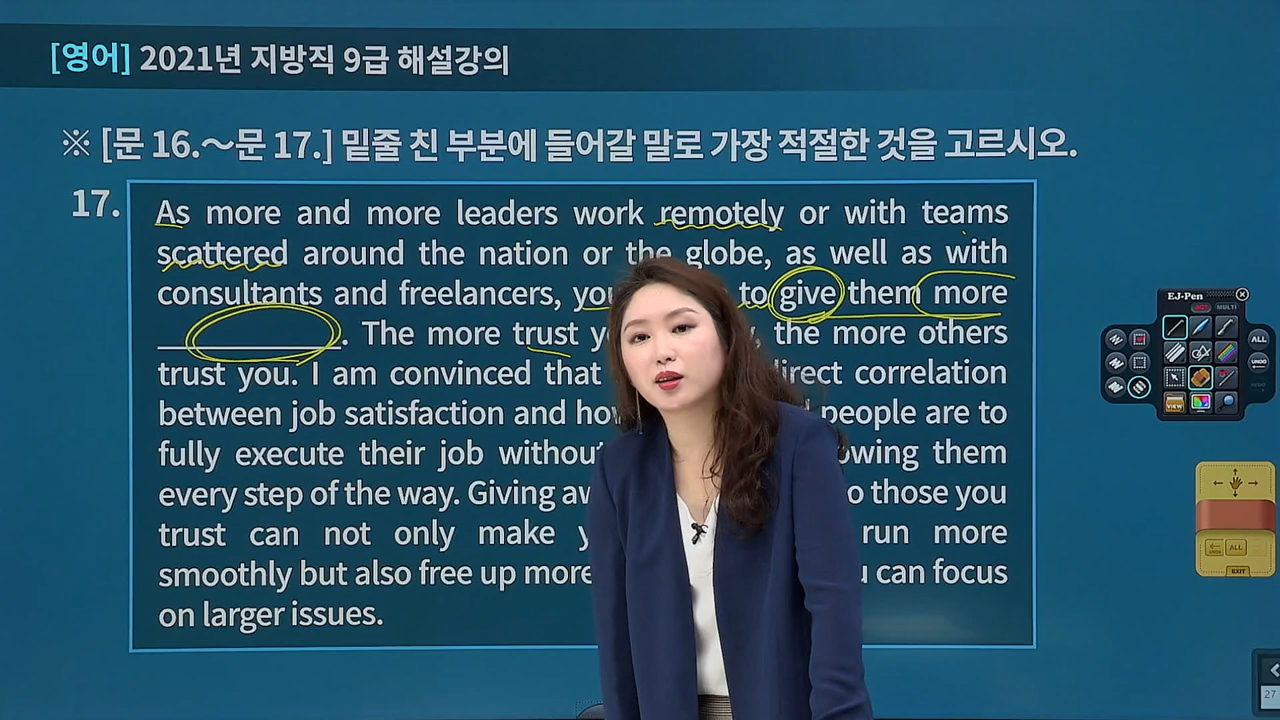 [영어] 2021년 지방직 9급 해설강의
※ [문 16.～문 17.] 밑줄 친 부분에 들어갈 말로 가장 적절한 것을 고르시오.
17.
As more and more leaders work remotely or with teams
scattered around the nation or the globe, as well as with
consultants and freelancers, to give them more
. The more trust the more others
trust you. I am convinced that correlation
between job satisfaction and people are to
fully execute their job them
every step of the way. Giving those you
trust can not only make run more
smoothly but also free up more can focus
on larger issues.
EJ-Pen
MULTI
ALL
UNDO
VIEW
UNDO ALL
EXIT
27